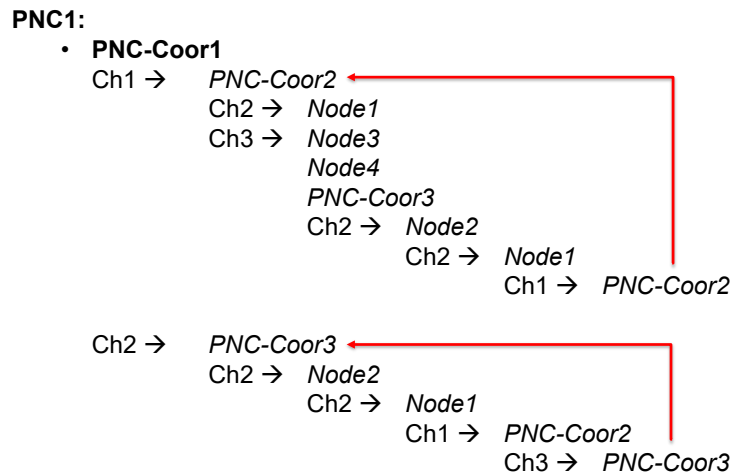 PNC1:
• PNC-Coor1
Ch1 → PNC-Coor2
Ch2 → Node1
Ch3 → Node3
Node4
PNC-Coor3
Ch2 → Node2
Ch2 → Node1
Ch1 → PNC-Coor2
Ch2 → PNC-Coor3
Ch2 → Node2
Ch2 → Node1
Ch1 → PNC-Coor2
Ch3 → PNC-Coor3